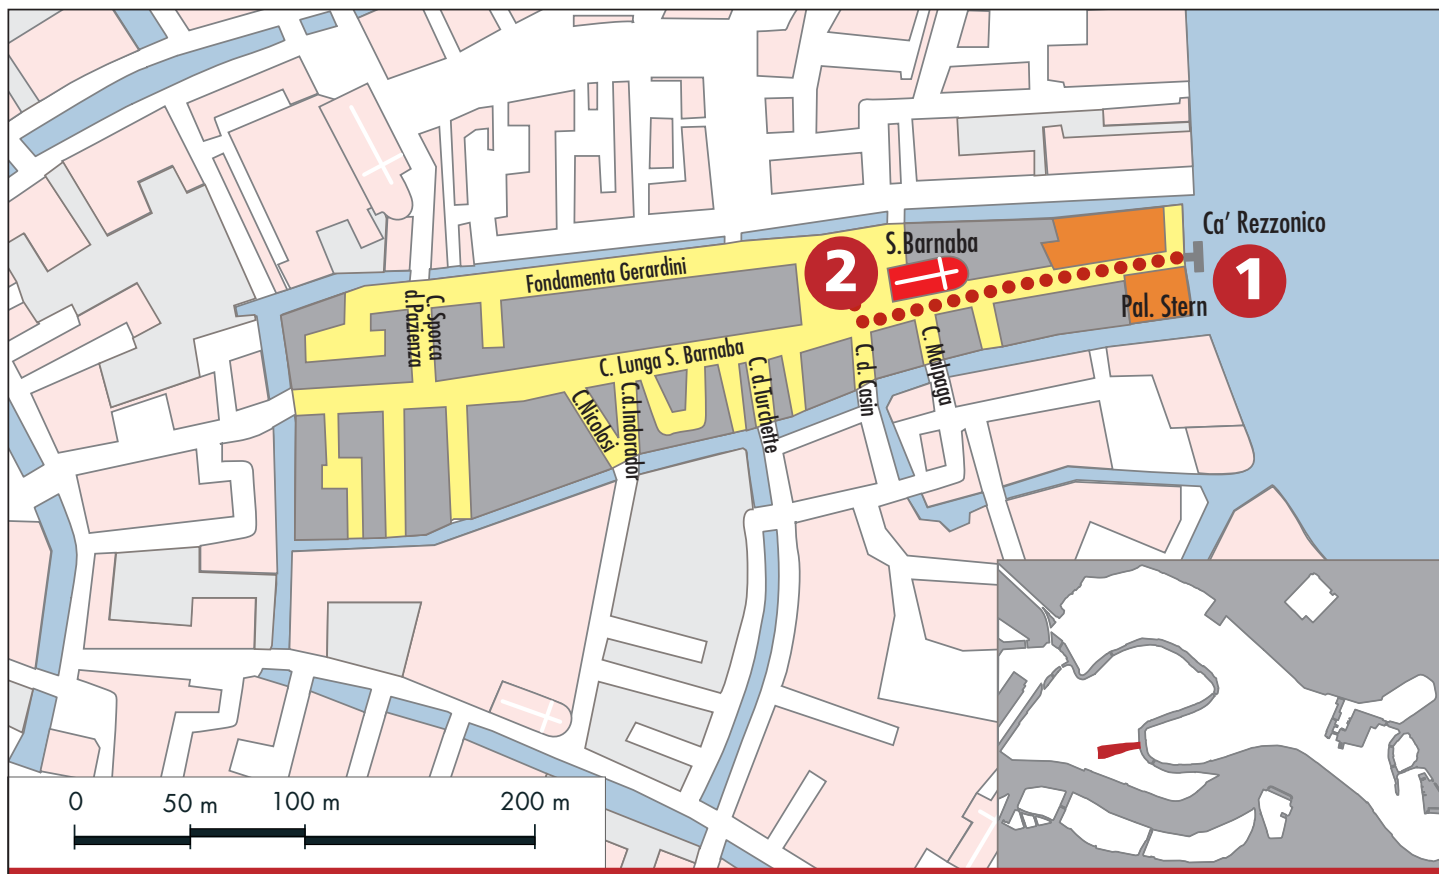 Ca' Rezzonico
1
S.Barnaba
2
Fondamenta Gerardini
Pal. Stern
C. Sporca
d.Pazienza
C. Lunga S. Barnaba
C. Malpaga
C. d. Casin
C. d.Turchette
C.d.Indorador
C.Nicolosi
0
50 m
100 m
200 m